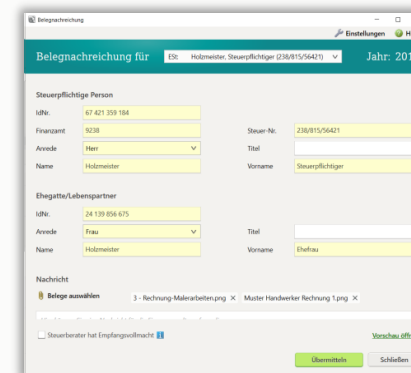 Belegnachreichung
Einstellungen H
Belegnachreichung für ESt: Holzmeister, Steuerpflichtiger (238/815/56421) Jahr: 201
Steuerpflichtige Person
IdNr. 67 421 359 184
Finanzamt 9238 Steuer-Nr. 238/815/56421
Anrede Herr Titel
Name Holzmeister Vorname Steuerpflichtiger
Ehegatte/Lebenspartner
IdNr. 24 139 856 675
Anrede Frau Titel
Name Holzmeister Vorname Ehefrau
Nachricht
Belege auswählen 3 - Rechnung-Malerarbeiten.png × Muster Handwerker Rechnung 1.png ×
Steuerberater hat Empfangsvollmacht Vorschau öff
Übermitteln Schließen